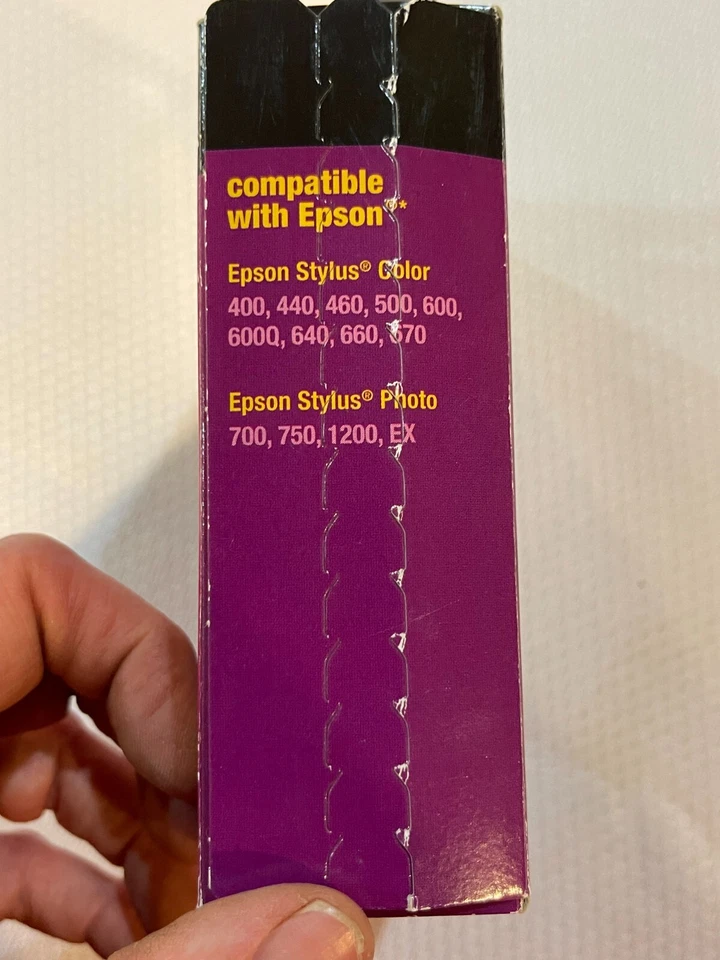 compatible
with Epson®*
Epson Stylus® Color
400, 440, 460, 500, 600,
600Q, 640, 660, 670
Epson Stylus® Photo
700, 750, 1200, EX